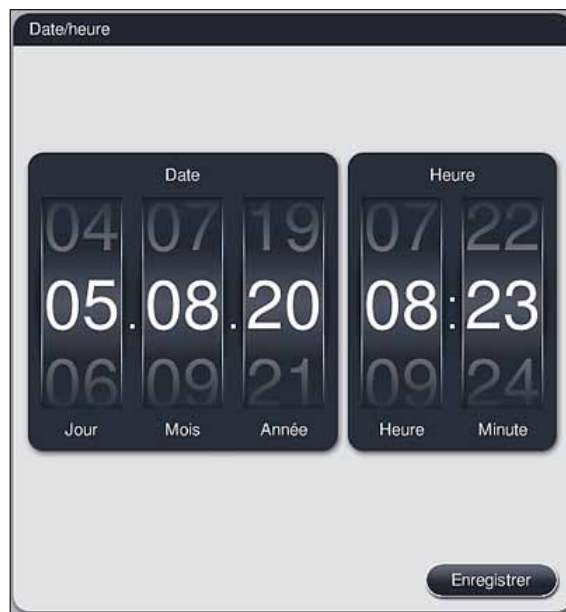 Date/heure
Date
Heure
04 07 19 07 22
05.08.20 08:23
06 09 21 09 24
Jour Mois Année Heure Minute
Enregistrer